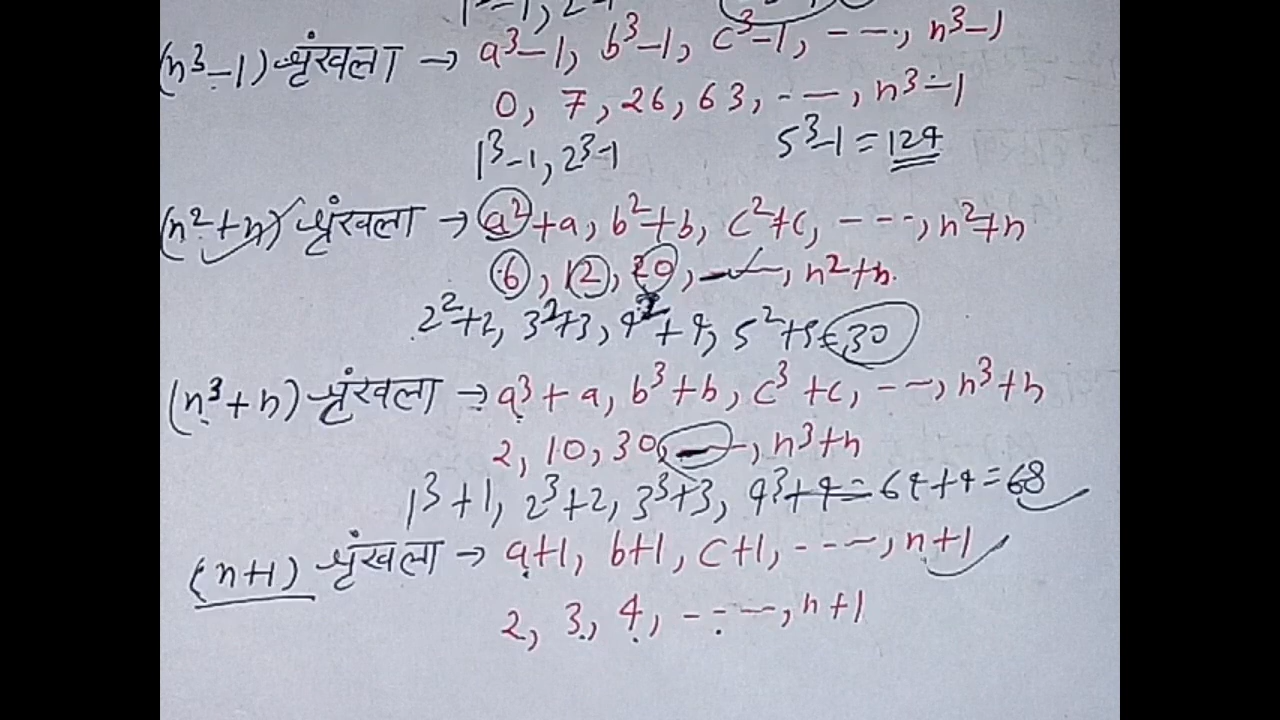 1³-1, 2
(n³-1) श्रृंखला → a³-1, b³-1, c³-1, ----, n³-1
0, 7, 26, 63, ---, n³-1
1³-1, 2³-1 5³-1 = 124
(n²+n) श्रृंखला → a²+a, b²+b, c²+c, ----, n²+n
6, 12, 20, ---, n²+n.
2²+2, 3²+3, 4²+4, 5²+5=30
(n³+n) श्रृंखला → a³+a, b³+b, c³+c, ---, n³+n
2, 10, 30, ---, n³+n
1³+1, 2³+2, 3³+3, 4³+4= 64+4=68
(n+1) श्रृंखला → a+1, b+1, c+1, ----, n+1
2, 3, 4, ----, n+1